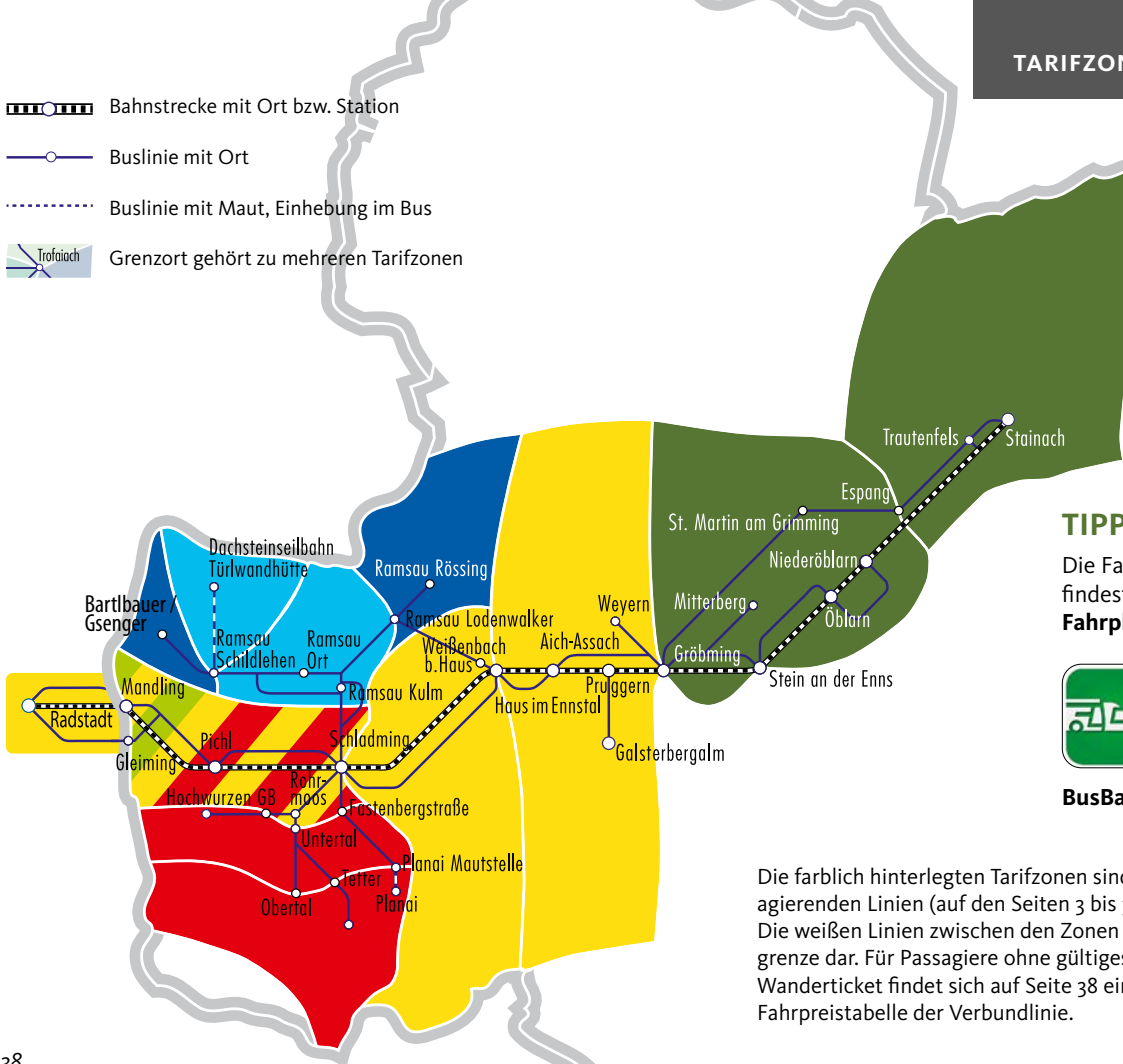 TARIFZON
Bahnstrecke mit Ort bzw. Station
Buslinie mit Ort
Buslinie mit Maut, Einhebung im Bus
Trofaiach
Grenzort gehört zu mehreren Tarifzonen
Trautenfels
Stainach
Espang
St. Martin am Grimming
Niederöblarn
Öblarn
Mitterberg
Weyern
Gröbming
Stein an der Enns
Aich-Assach
Pruggern
Galsterbergalm
Haus im Ennstal
Dachsteinseilbahn
Türlwandhütte
Ramsau Rössing
Bartlbauer /
Gsenger
Ramsau Lodenwalker
Weißenbach
b.Haus
Ramsau
Schildlehen
Ramsau
Ort
Ramsau Kulm
Mandling
Radstadt
Gleiming
Pichl
Schladming
Hochwurzen GB
Rohr-
moos
Fastenbergstraße
Untertal
Planai Mautstelle
Tetter
Planai
Obertal
TIPP
Die Fa
findest
Fahrpl
BusBa
Die farblich hinterlegten Tarifzonen sind
agierenden Linien (auf den Seiten 3 bis
Die weißen Linien zwischen den Zonen
grenze dar. Für Passagiere ohne gültiges
Wanderticket findet sich auf Seite 38 ein
Fahrpreistabelle der Verbundlinie.
38